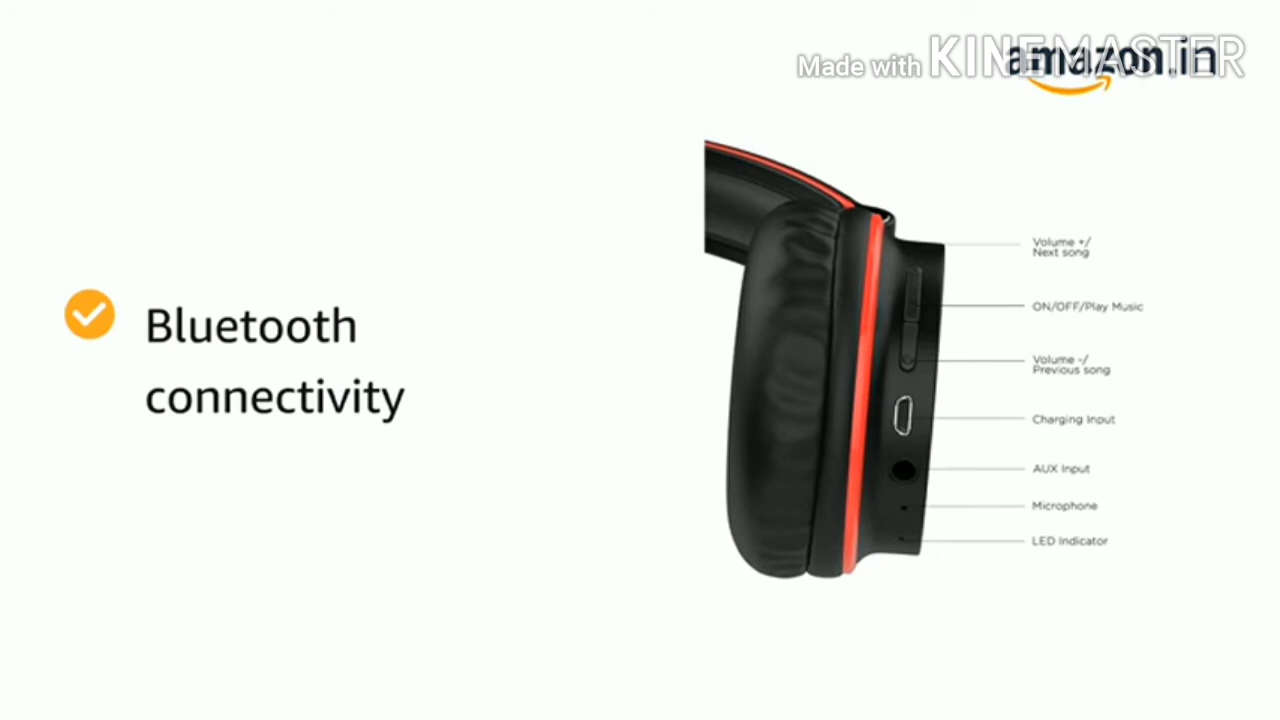 Made with KINEMASTER
amazon.in
Bluetooth
connectivity
Volume +/
Next song
ON/OFF/Play Music
Volume -/
Previous song
Charging Input
AUX Input
Microphone
LED Indicator